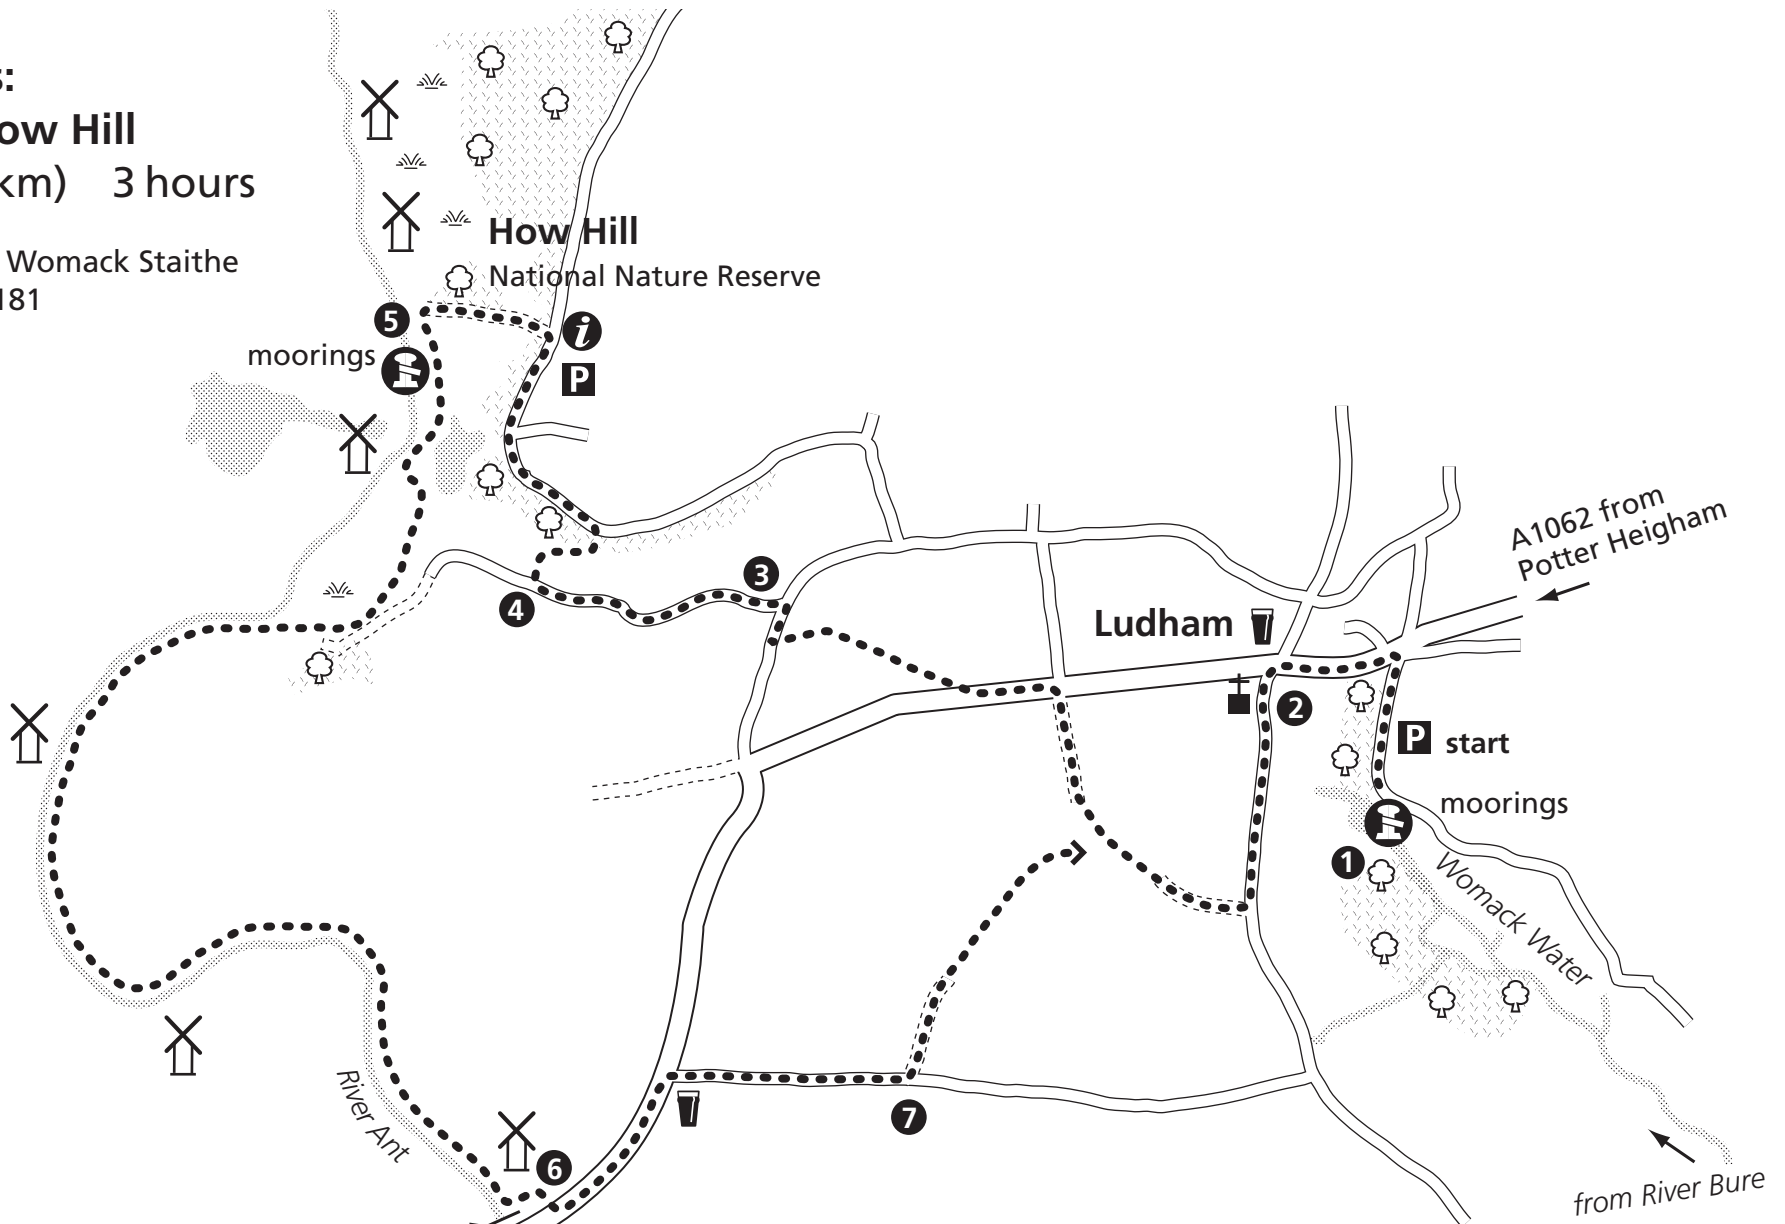 s:
ow Hill
km) 3 hours
Womack Staithe
181
How Hill
National Nature Reserve
5
i
moorings
P
A1062 from
Potter Heigham
3
4
Ludham
2
P start
moorings
1
Womack Water
River Ant
7
6
from River Bure